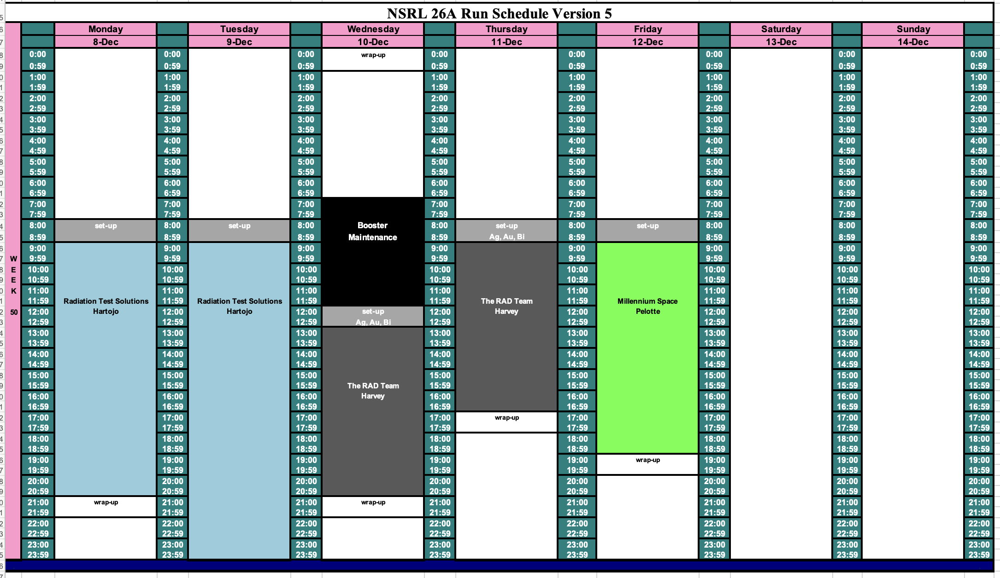 NSRL 26A Run Schedule Version 5
Monday Tuesday Wednesday Thursday Friday Saturday Sunday
8-Dec 9-Dec 10-Dec 11-Dec 12-Dec 13-Dec 14-Dec
0:00 0:00 0:00 wrap-up 0:00 0:00 0:00 0:00 0:00
0:59 0:59 0:59 0:59 0:59 0:59 0:59 0:59
1:00 1:00 1:00 1:00 1:00 1:00 1:00 1:00
1:59 1:59 1:59 1:59 1:59 1:59 1:59 1:59
2:00 2:00 2:00 2:00 2:00 2:00 2:00 2:00
2:59 2:59 2:59 2:59 2:59 2:59 2:59 2:59
3:00 3:00 3:00 3:00 3:00 3:00 3:00 3:00
3:59 3:59 3:59 3:59 3:59 3:59 3:59 3:59
4:00 4:00 4:00 4:00 4:00 4:00 4:00 4:00
4:59 4:59 4:59 4:59 4:59 4:59 4:59 4:59
5:00 5:00 5:00 5:00 5:00 5:00 5:00 5:00
5:59 5:59 5:59 5:59 5:59 5:59 5:59 5:59
6:00 6:00 6:00 6:00 6:00 6:00 6:00 6:00
6:59 6:59 6:59 6:59 6:59 6:59 6:59 6:59
7:00 7:00 7:00 7:00 7:00 7:00 7:00 7:00
7:59 7:59 7:59 7:59 7:59 7:59 7:59 7:59
8:00 set-up 8:00 set-up 8:00 Booster 8:00 set-up 8:00 set-up 8:00 8:00 8:00
8:59 8:59 8:59 Maintenance 8:59 Ag, Au, Bi 8:59 8:59 8:59 8:59
9:00 9:00 9:00 9:00 9:00 9:00 9:00 9:00
W 9:59 9:59 9:59 9:59 9:59 9:59 9:59 9:59
E 10:00 10:00 10:00 10:00 10:00 10:00 10:00 10:00
E 10:59 10:59 10:59 10:59 10:59 10:59 10:59 10:59
K 11:00 11:00 11:00 11:00 11:00 11:00 11:00 11:00
11:59 Radiation Test Solutions 11:59 Radiation Test Solutions 11:59 11:59 The RAD Team 11:59 Millennium Space 11:59 11:59 11:59
50 12:00 Hartojo 12:00 Hartojo 12:00 set-up 12:00 Harvey 12:00 Pelotte 12:00 12:00 12:00
12:59 12:59 12:59 Ag, Au, Bi 12:59 12:59 12:59 12:59 12:59
13:00 13:00 13:00 13:00 13:00 13:00 13:00 13:00
13:59 13:59 13:59 13:59 13:59 13:59 13:59 13:59
14:00 14:00 14:00 14:00 14:00 14:00 14:00 14:00
14:59 14:59 14:59 14:59 14:59 14:59 14:59 14:59
15:00 15:00 15:00 15:00 15:00 15:00 15:00 15:00
15:59 15:59 15:59 The RAD Team 15:59 15:59 15:59 15:59 15:59
16:00 16:00 16:00 Harvey 16:00 16:00 16:00 16:00 16:00
16:59 16:59 16:59 16:59 16:59 16:59 16:59 16:59
17:00 17:00 17:00 17:00 wrap-up 17:00 17:00 17:00 17:00
17:59 17:59 17:59 17:59 17:59 17:59 17:59 17:59
18:00 18:00 18:00 18:00 18:00 18:00 18:00 18:00
18:59 18:59 18:59 18:59 18:59 18:59 18:59 18:59
19:00 19:00 19:00 19:00 19:00 wrap-up 19:00 19:00 19:00
19:59 19:59 19:59 19:59 19:59 19:59 19:59 19:59
20:00 20:00 20:00 20:00 20:00 20:00 20:00 20:00
20:59 20:59 20:59 20:59 20:59 20:59 20:59 20:59
21:00 wrap-up 21:00 21:00 wrap-up 21:00 21:00 21:00 21:00 21:00
21:59 21:59 21:59 21:59 21:59 21:59 21:59 21:59
22:00 22:00 22:00 22:00 22:00 22:00 22:00 22:00
22:59 22:59 22:59 22:59 22:59 22:59 22:59 22:59
23:00 23:00 23:00 23:00 23:00 23:00 23:00 23:00
23:59 23:59 23:59 23:59 23:59 23:59 23:59 23:59